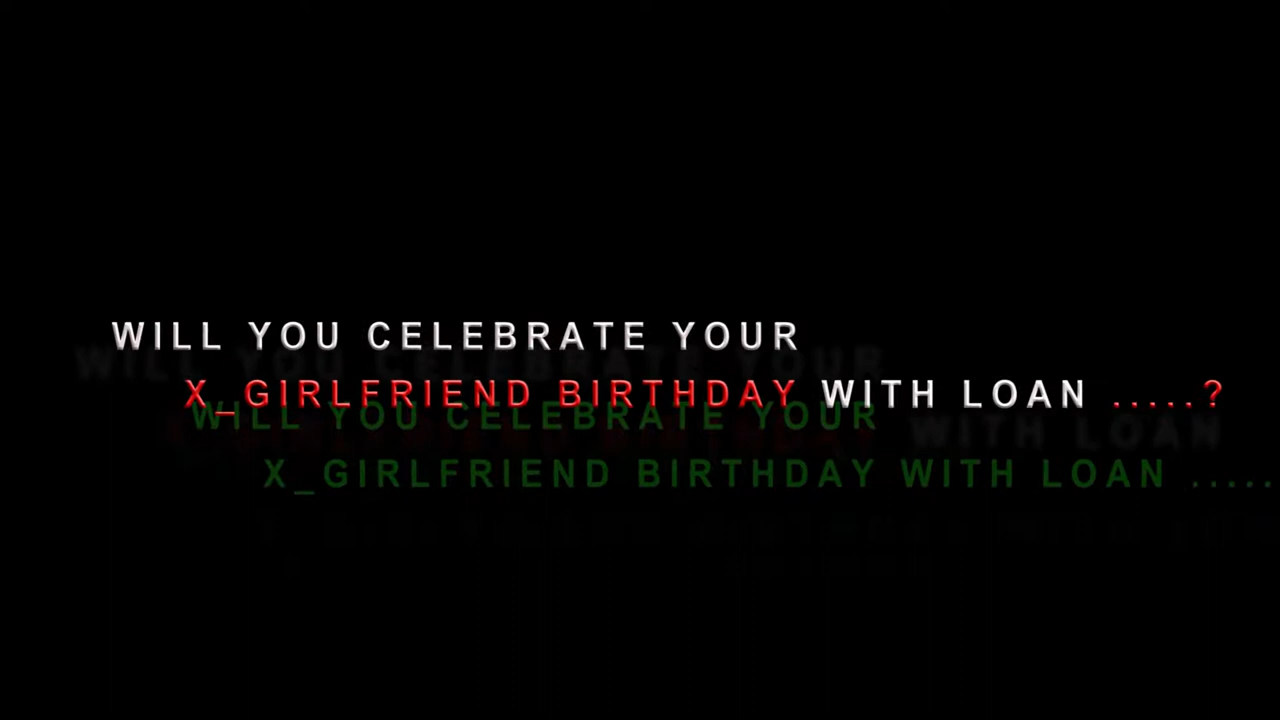 WILL YOU CELEBRATE YOUR
X_GIRLFRIEND BIRTHDAY WITH LOAN .....?
WILL YOU CELEBRATE YOUR
X_GIRLFRIEND BIRTHDAY WITH LOAN .....